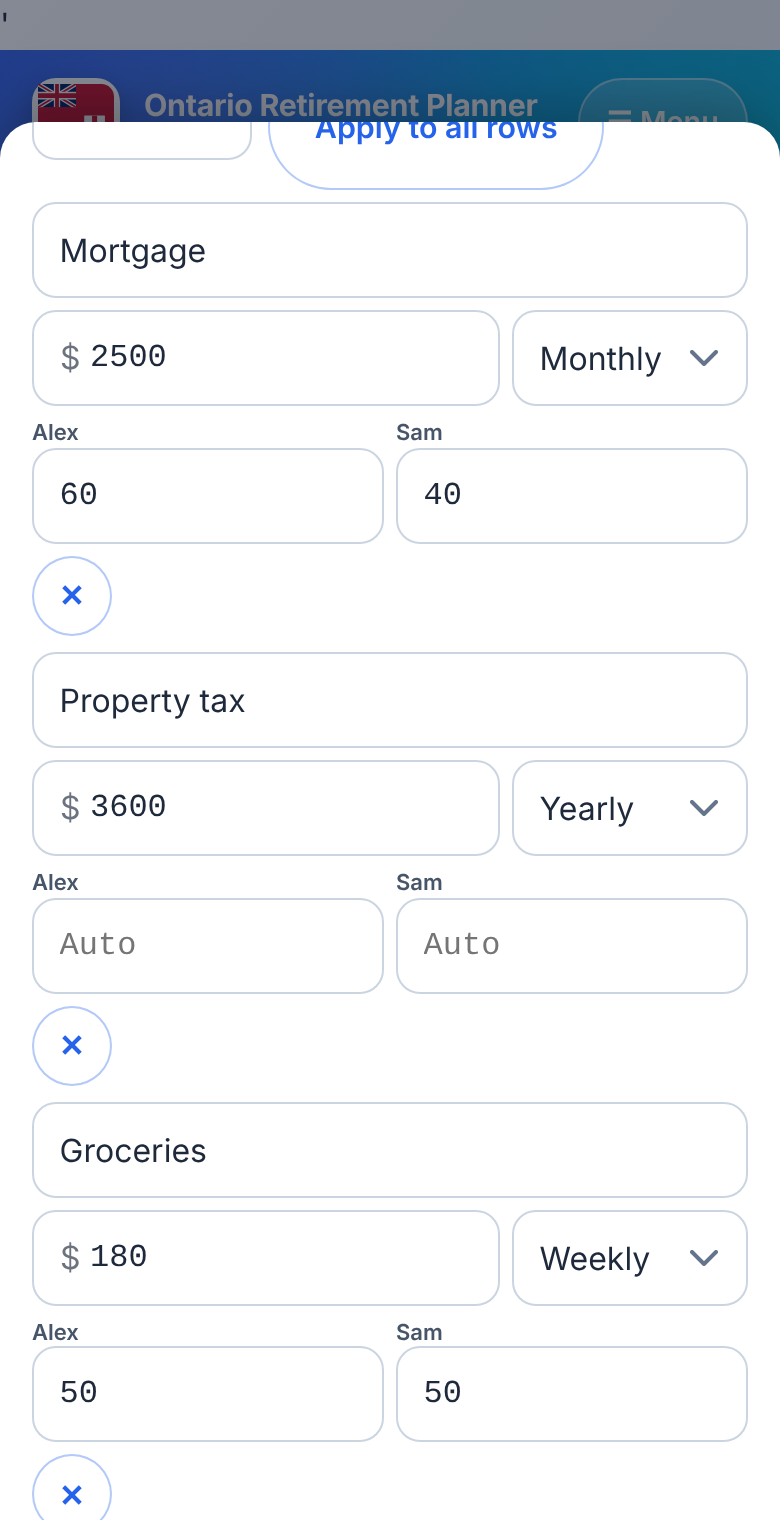 '
Ontario Retirement Planner
☰ Menu
Apply to all rows
Mortgage
$ 2500
Monthly
Alex
Sam
60
40
×
Property tax
$ 3600
Yearly
Alex
Sam
Auto
Auto
×
Groceries
$ 180
Weekly
Alex
Sam
50
50
×